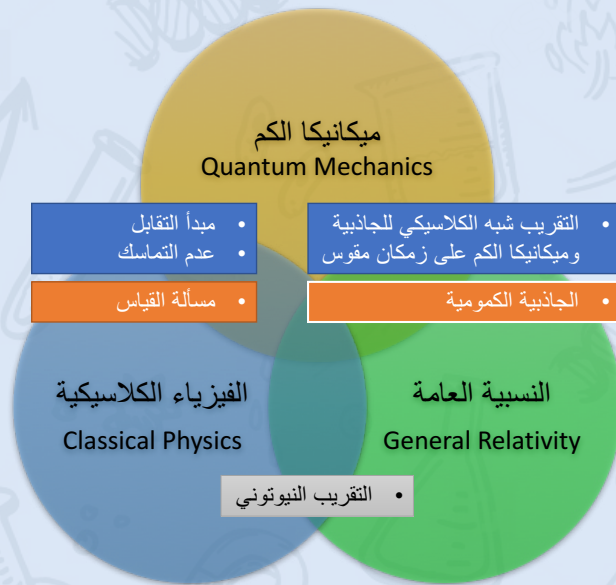 ميكانيكا الكم
Quantum Mechanics
• التقريب شبه الكلاسيكي للجاذبية
وميكانيكا الكم على زمكان مقوس
• مبدأ التقابل
• عدم التماسك
• الجاذبية الكمومية
• مسألة القياس
النسبية العامة
General Relativity
الفيزياء الكلاسيكية
Classical Physics
• التقريب النيوتوني